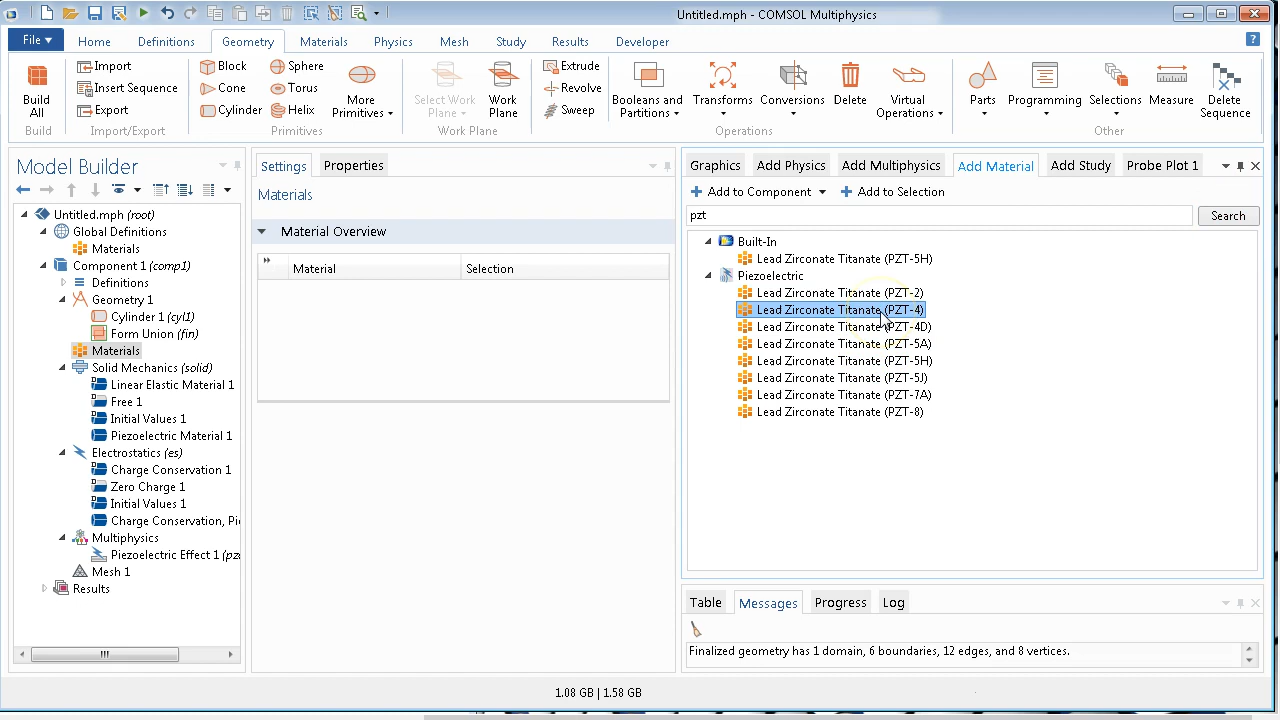 Untitled.mph - COMSOL Multiphysics
File Home Definitions Geometry Materials Physics Mesh Study Results Developer ?
Import Block Sphere Extrude
Insert Sequence Cone Torus Revolve
Export Cylinder Helix Sweep
Build All
More Primitives
Select Work Plane
Work Plane
Booleans and Partitions
Transforms
Conversions
Delete
Virtual Operations
Parts
Programming
Selections
Measure
Delete Sequence
Build Import/Export Primitives Work Plane Operations Other
Model Builder
Untitled.mph (root)
Global Definitions
Materials
Component 1 (comp1)
Definitions
Geometry 1
Cylinder 1 (cyl1)
Form Union (fin)
Materials
Solid Mechanics (solid)
Linear Elastic Material 1
Free 1
Initial Values 1
Piezoelectric Material 1
Electrostatics (es)
Charge Conservation 1
Zero Charge 1
Initial Values 1
Charge Conservation, Pi
Multiphysics
Piezoelectric Effect 1 (pz
Mesh 1
Results
Settings Properties
Materials
Material Overview
Material Selection
Graphics Add Physics Add Multiphysics Add Material Add Study Probe Plot 1
+ Add to Component + Add to Selection
pzt Search
Built-In
Lead Zirconate Titanate (PZT-5H)
Piezoelectric
Lead Zirconate Titanate (PZT-2)
Lead Zirconate Titanate (PZT-4)
Lead Zirconate Titanate (PZT-4D)
Lead Zirconate Titanate (PZT-5A)
Lead Zirconate Titanate (PZT-5H)
Lead Zirconate Titanate (PZT-5J)
Lead Zirconate Titanate (PZT-7A)
Lead Zirconate Titanate (PZT-8)
Table Messages Progress Log
Finalized geometry has 1 domain, 6 boundaries, 12 edges, and 8 vertices.
1.08 GB | 1.58 GB